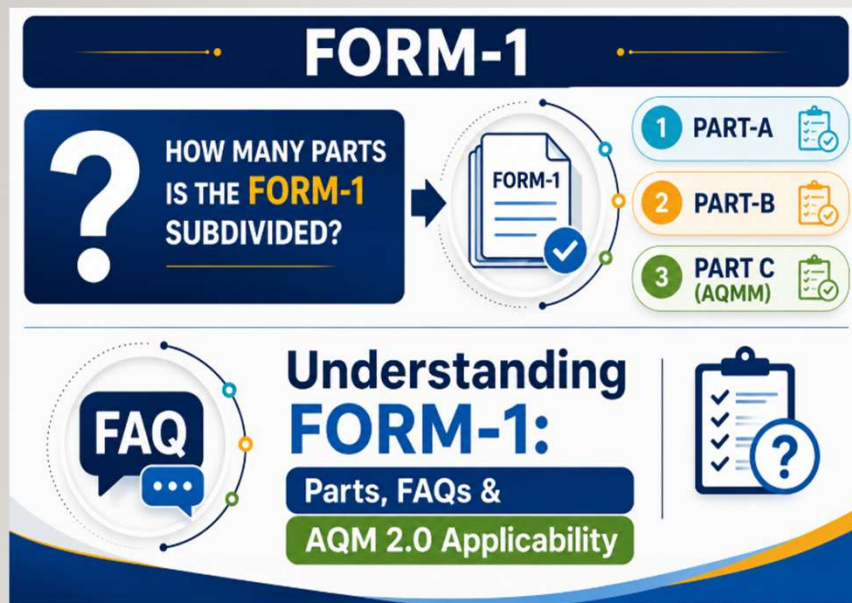 FORM-1
HOW MANY PARTS
IS THE FORM-1
SUBDIVIDED?
FORM-1
1 PART-A
2 PART-B
3 PART C
(AQMM)
FAQ
Understanding
FORM-1:
Parts, FAQs &
AQM 2.0 Applicability